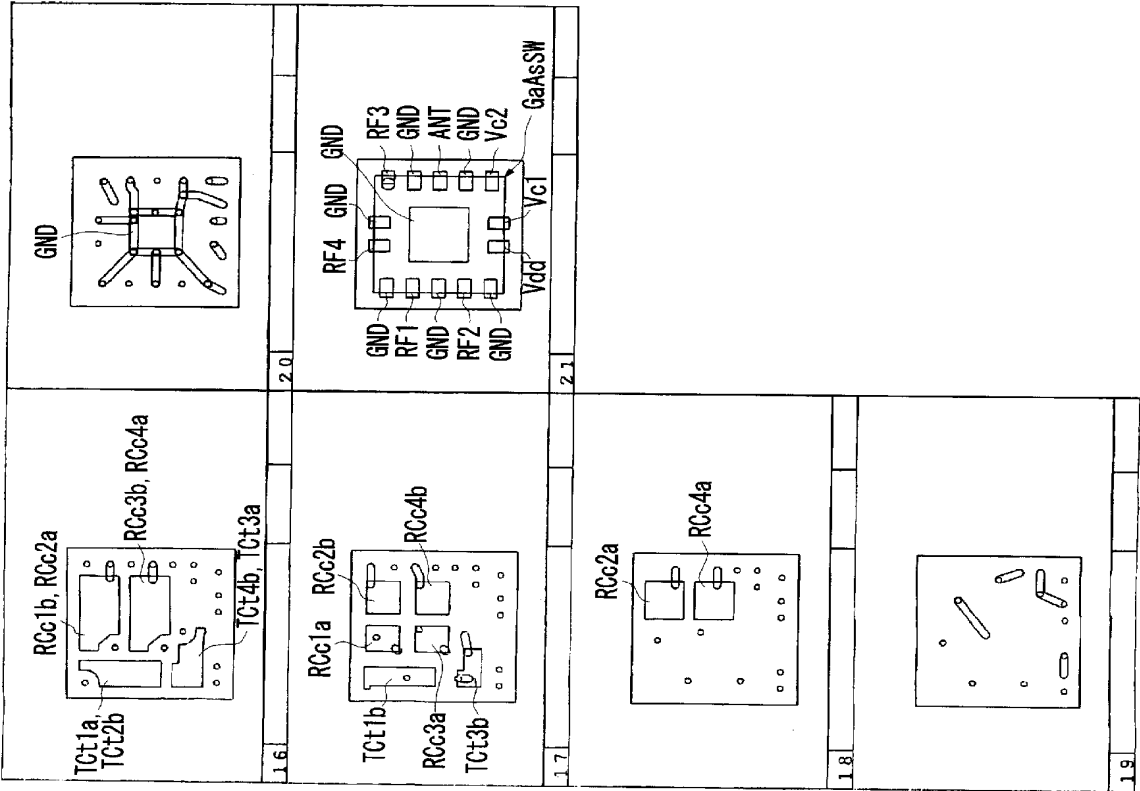 GND
20
GND
RF4
GND
RF3
GND
ANT
GND
Vc2
GaAsSW
Vc1
Vdd
GND
RF1
GND
RF2
GND
21
RCc1b, RCc2a
RCc3b, RCc4a
TCt4b, TCt3a
TCt1a,
TCt2b
16
RCc1a
RCc2b
RCc4b
TCt1b
RCc3a
TCt3b
17
RCc2a
RCc4a
18
19